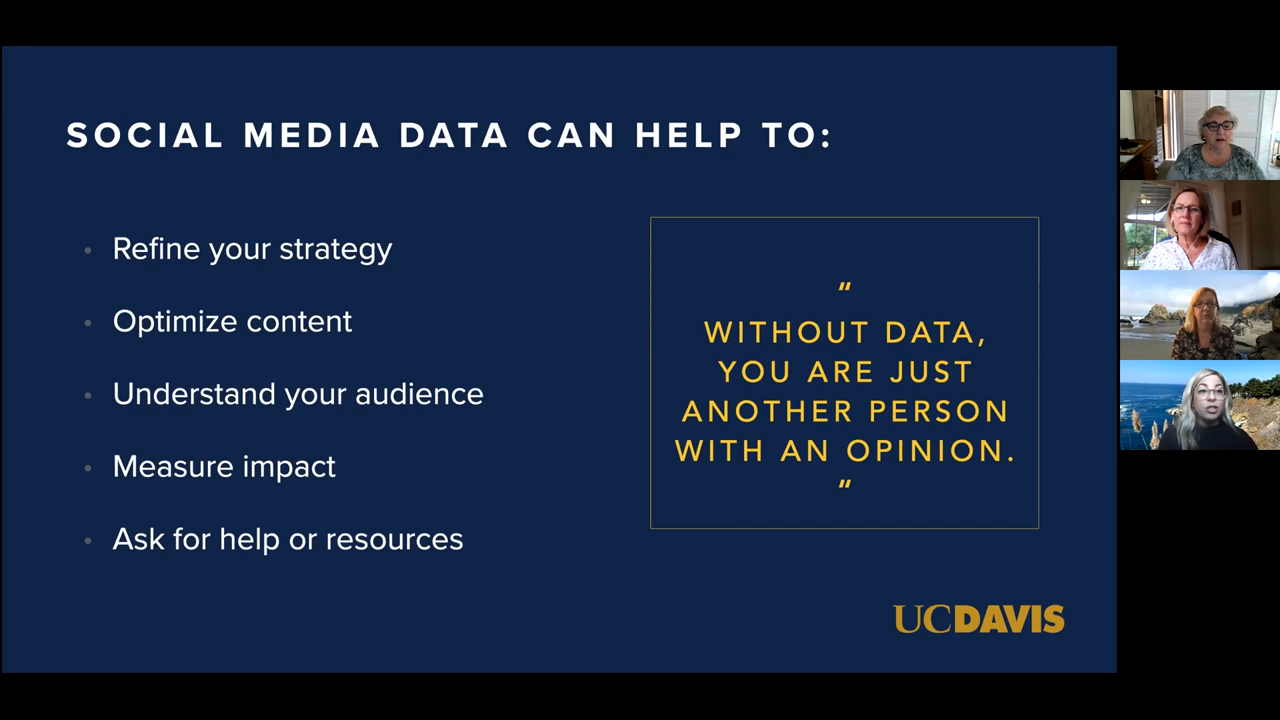 SOCIAL MEDIA DATA CAN HELP TO:
• Refine your strategy
• Optimize content
• Understand your audience
• Measure impact
• Ask for help or resources
"
WITHOUT DATA,
YOU ARE JUST
ANOTHER PERSON
WITH AN OPINION.
"
UCDAVIS